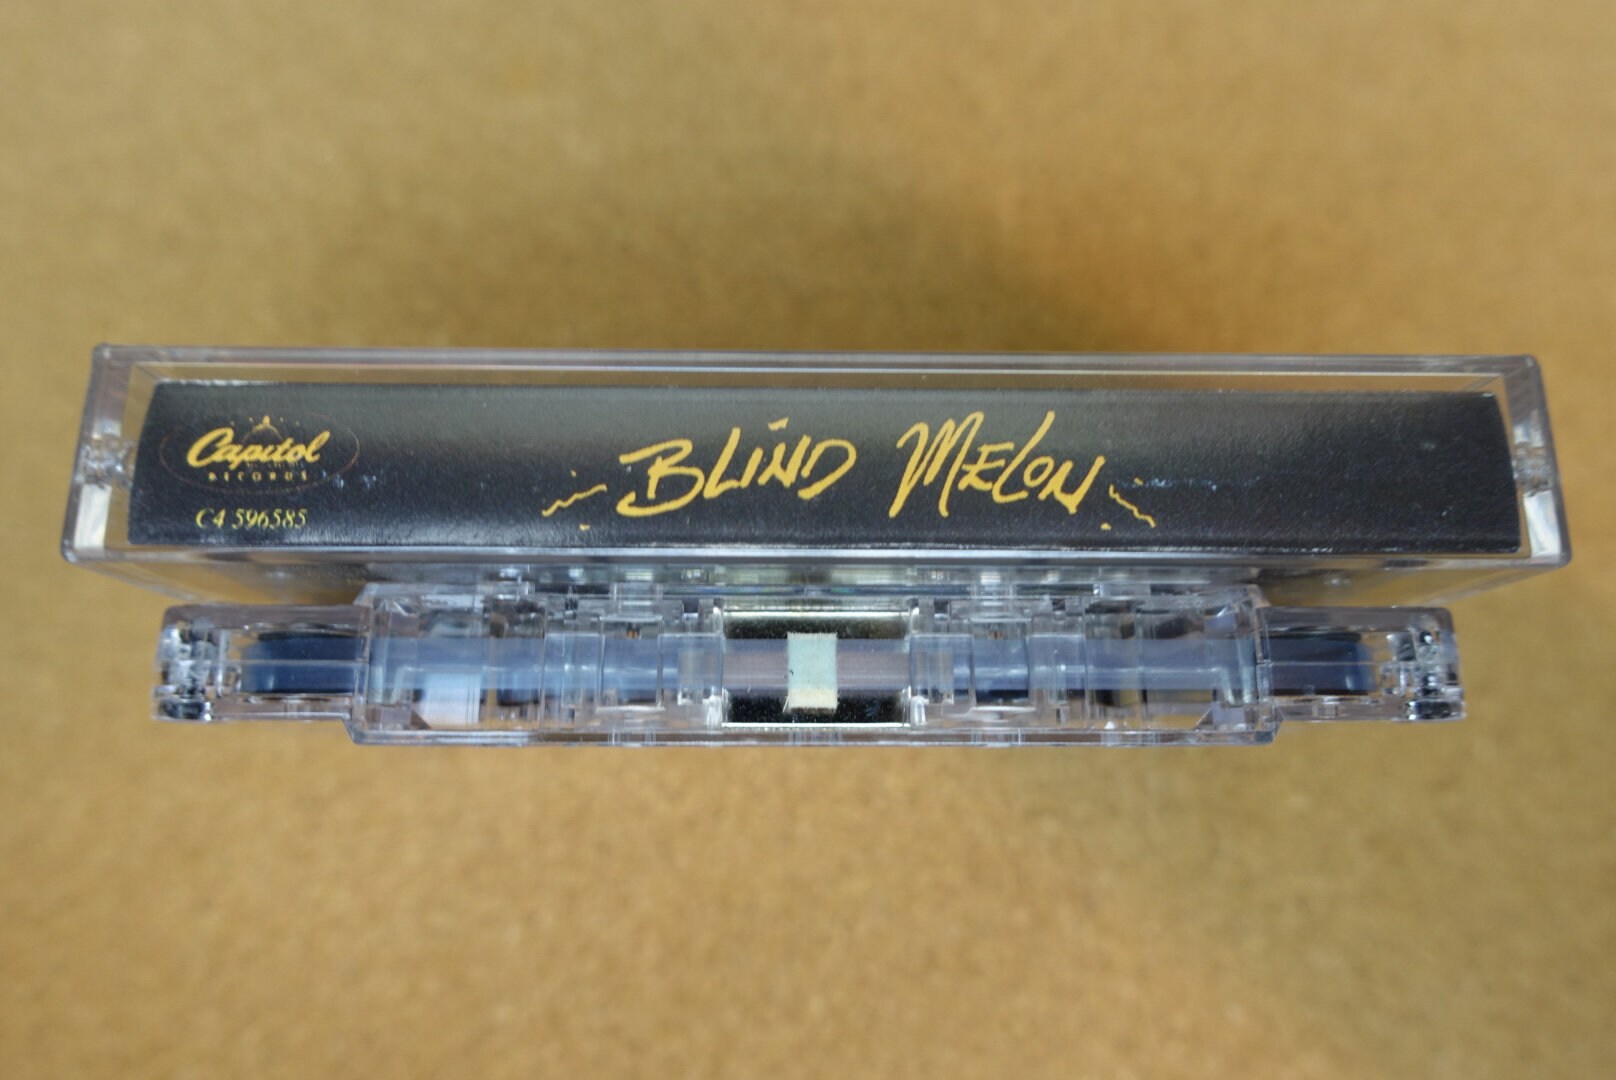 Capitol
RECORDS
C4 596585
BLIND MELON